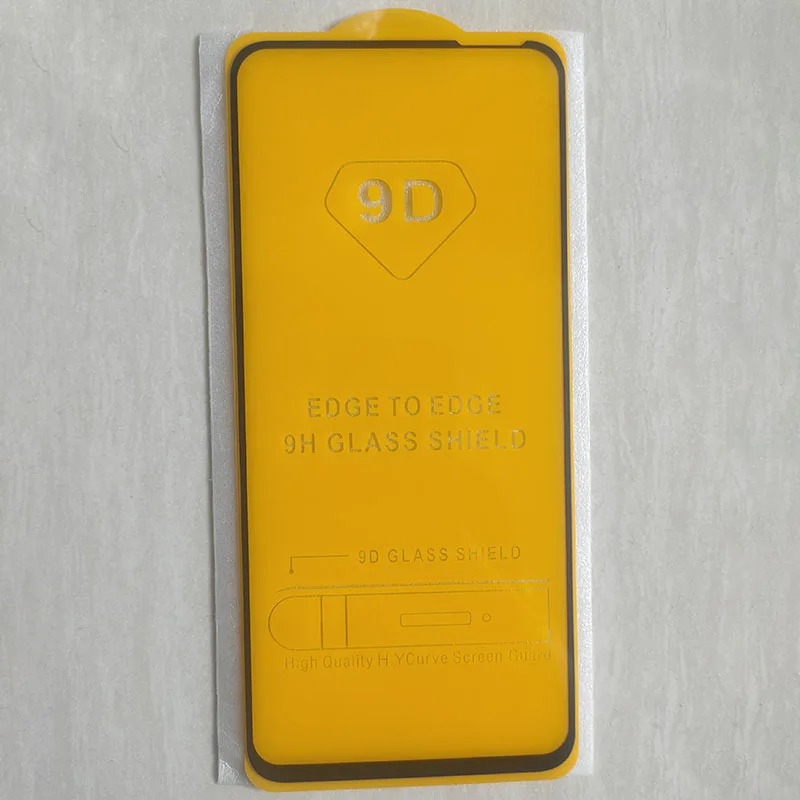 9D
EDGE TO EDGE
9H GLASS SHIELD
9D GLASS SHIELD
High Quality H YCurve Screen Guard